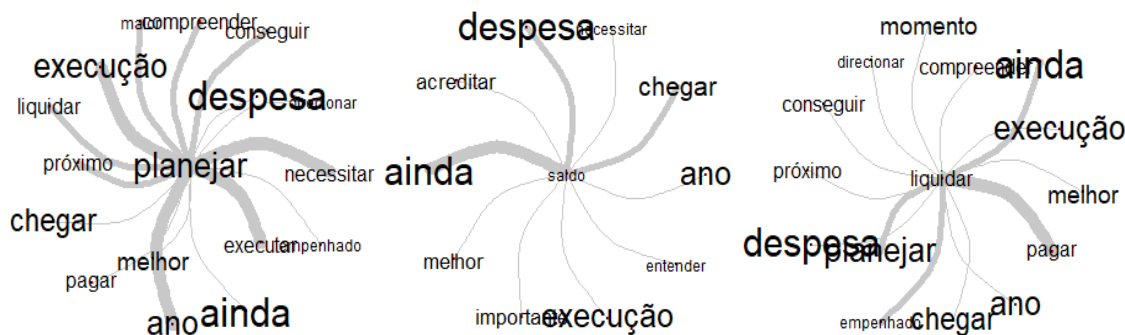 maior compreender conseguir
execução
despesa direcionar
liquidar
próximo planejar necessitar
chegar
executar empenhado
melhor
pagar
ano ainda
despesa necessitar
acreditar chegar
ainda saldo ano
melhor entender
importante execução
momento
direcionar compreender ainda
conseguir execução
próximo liquidar melhor
despesa planejar pagar
empenhado chegar ano